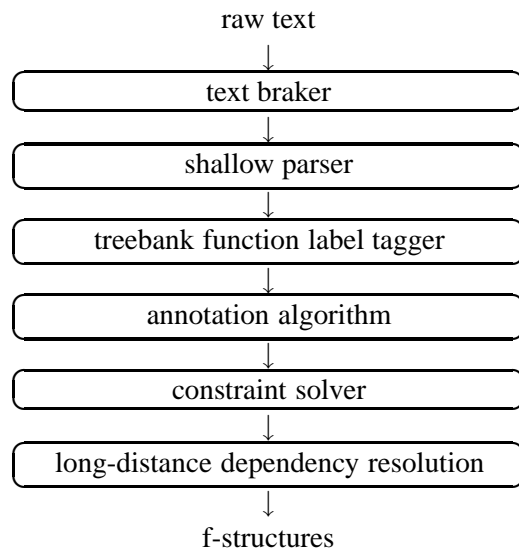 raw text
text braker
shallow parser
treebank function label tagger
annotation algorithm
constraint solver
long-distance dependency resolution
f-structures